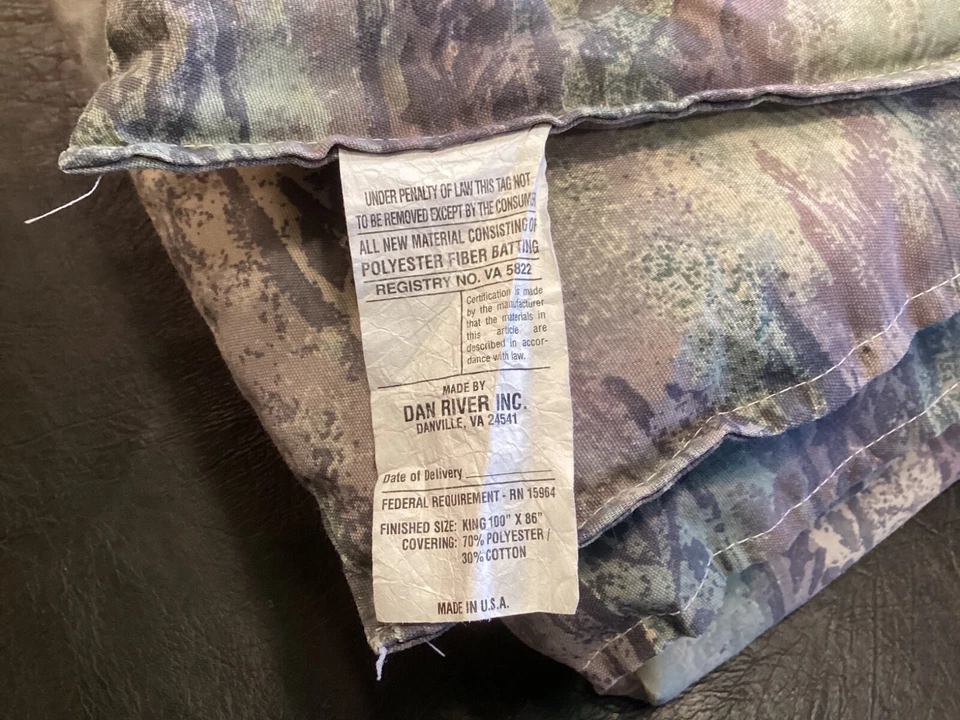 UNDER PENALTY OF LAW THIS TAG NOT
TO BE REMOVED EXCEPT BY THE CONSUME
ALL NEW MATERIAL CONSISTING OF
POLYESTER FIBER BATTING
REGISTRY NO. VA 5822
Certification is made
by the manufacturer
that the materials in
this article are
described in accor-
dance with law.
MADE BY
DAN RIVER INC.
DANVILLE, VA 24541
Date of Delivery
FEDERAL REQUIREMENT - RN 15964
FINISHED SIZE: KING 100" X 86"
COVERING: 70% POLYESTER /
30% COTTON
MADE IN U.S.A.